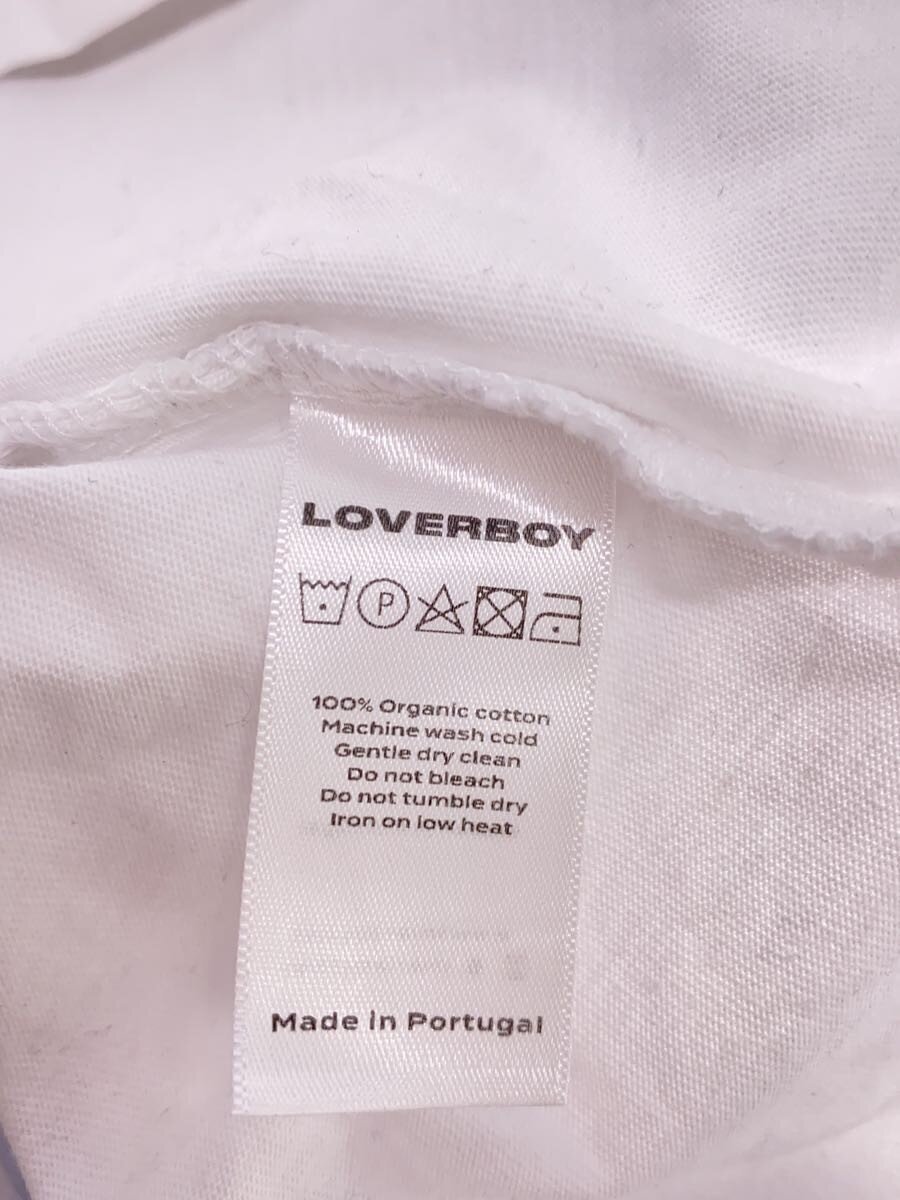 LOVERBOY
P
100% Organic cotton
Machine wash cold
Gentle dry clean
Do not bleach
Do not tumble dry
Iron on low heat
Made in Portugal